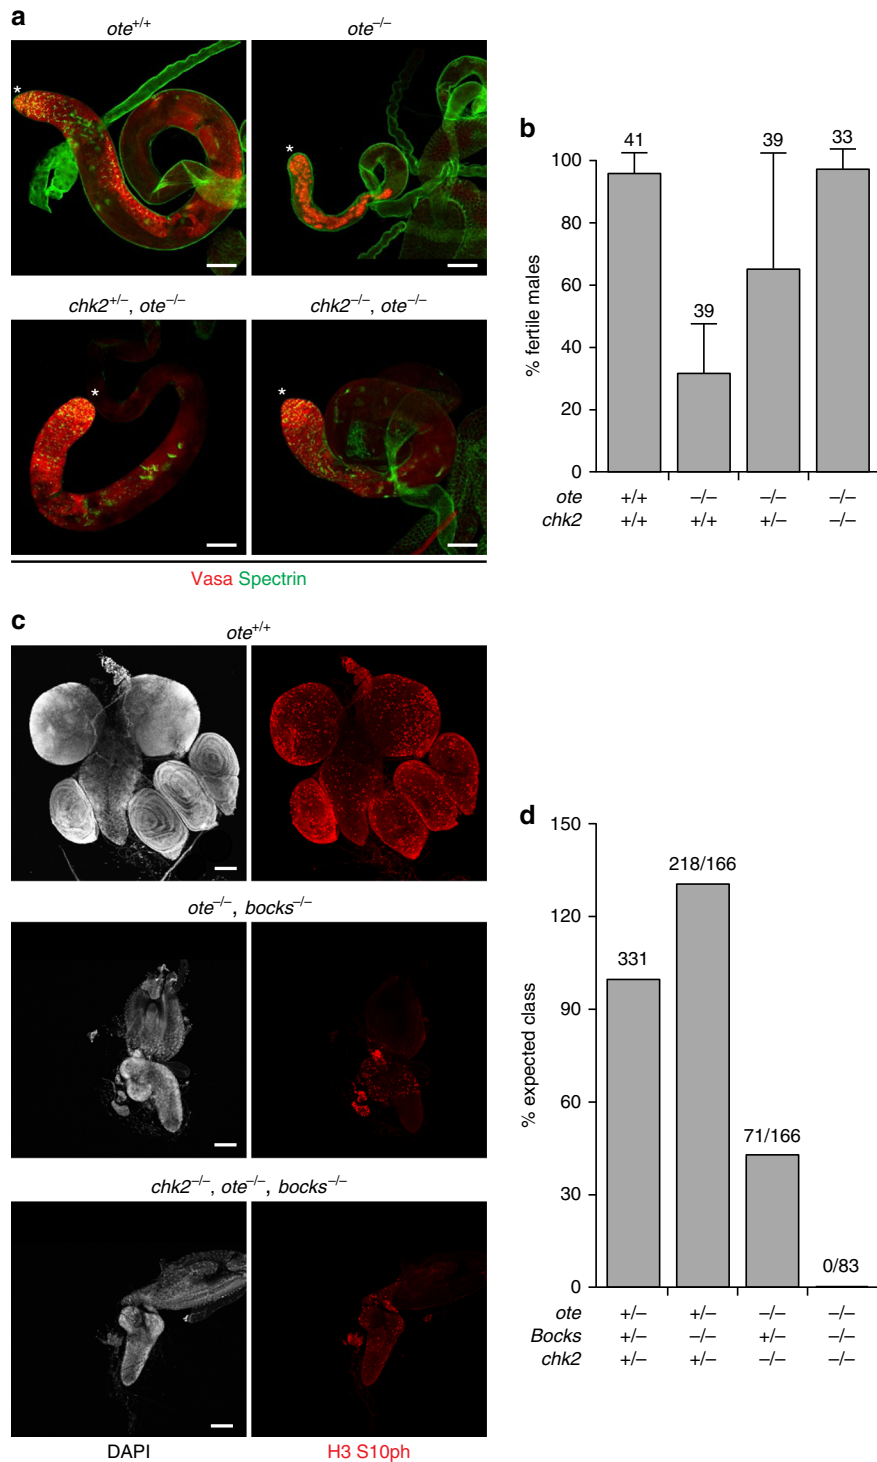 a
ote+/+
ote–/–
chk2+/–, ote–/–
chk2–/–, ote–/–
*
*
*
*
Vasa Spectrin
b
% fertile males
100
80
60
40
20
0
41
39
39
33
ote +/+ –/– –/– –/–
chk2 +/+ +/+ +/– –/–
c
ote+/+
ote–/–, bocks–/–
chk2–/–, ote–/–, bocks–/–
DAPI
H3 S10ph
d
% expected class
150
120
90
60
30
0
331
218/166
71/166
0/83
ote +/– +/– –/– –/–
Bocks +/– –/– +/– –/–
chk2 +/– +/– –/– –/–